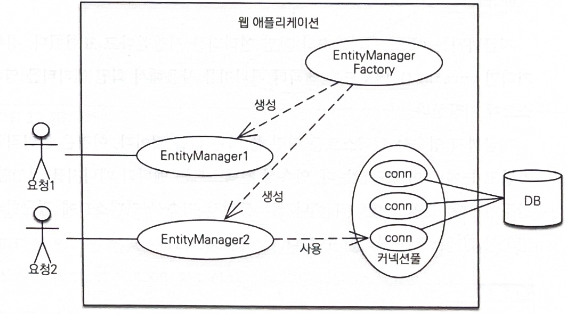 웹 애플리케이션
EntityManager
Factory
생성
EntityManager1
요청1
생성
conn
conn
conn
커넥션풀
DB
EntityManager2
사용
요청2